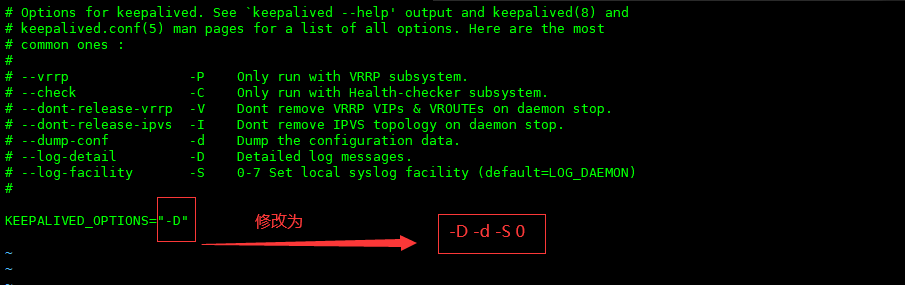 # Options for keepalived. See `keepalived --help' output and keepalived(8) and
# keepalived.conf(5) man pages for a list of all options. Here are the most
# common ones :
#
# --vrrp               -P    Only run with VRRP subsystem.
# --check              -C    Only run with Health-checker subsystem.
# --dont-release-vrrp  -V    Dont remove VRRP VIPs & VROUTEs on daemon stop.
# --dont-release-ipvs  -I    Dont remove IPVS topology on daemon stop.
# --dump-conf          -d    Dump the configuration data.
# --log-detail         -D    Detailed log messages.
# --log-facility       -S    0-7 Set local syslog facility (default=LOG_DAEMON)
#
KEEPALIVED_OPTIONS="-D" 修改为 -D -d -S 0
~
~
~